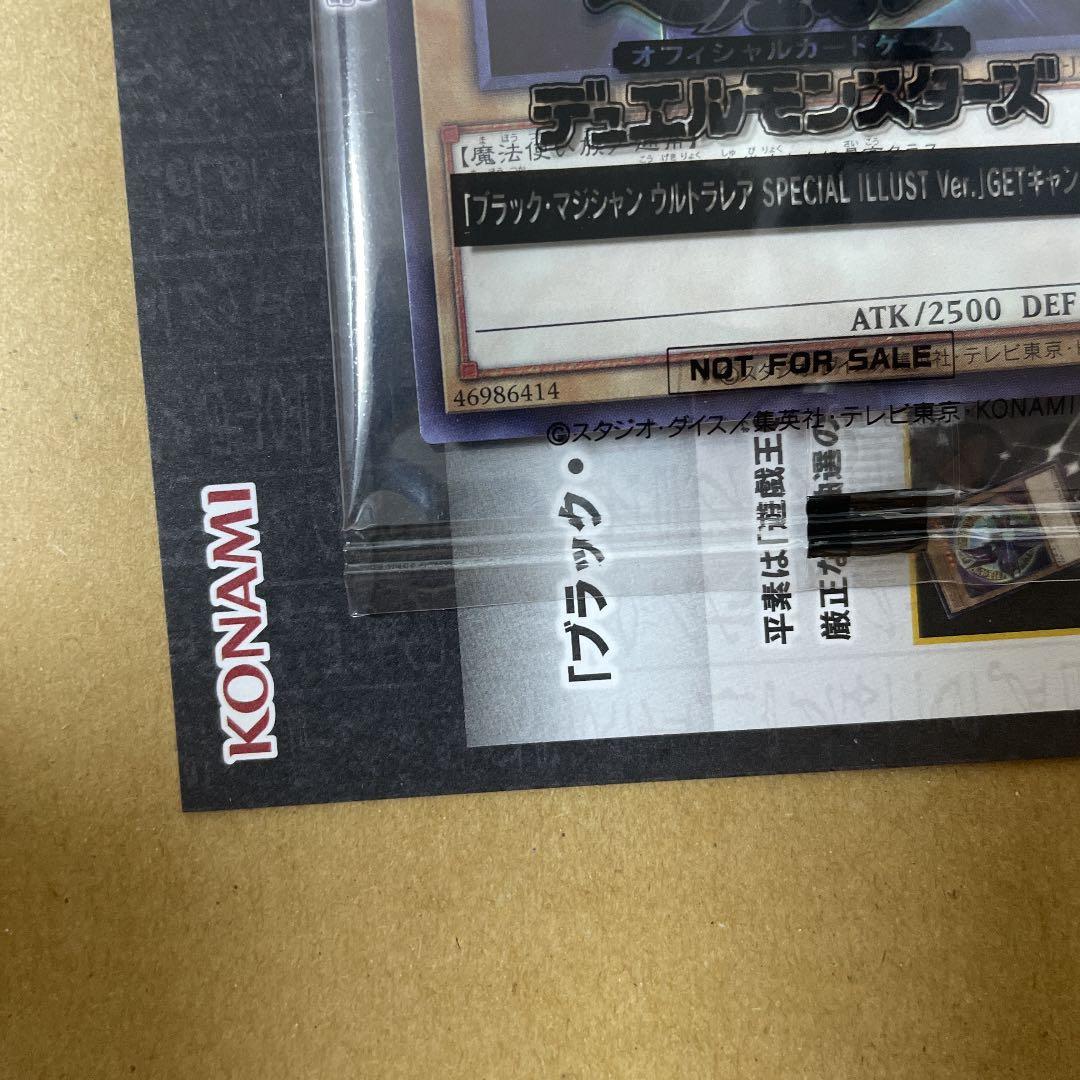 オフィシャルカードゲーム
デュエルモンスターズ
【魔法使い族
「ブラック・マジシャン ウルトラレア SPECIAL ILLUST Ver.」GETキャン
ATK/2500 DEF
NOT FOR SALE
46986414
©スタジオ・ダイス/集英社・テレビ東京・KONAMI
KONAMI
「ブラック・
平素は「遊戯王
厳正な